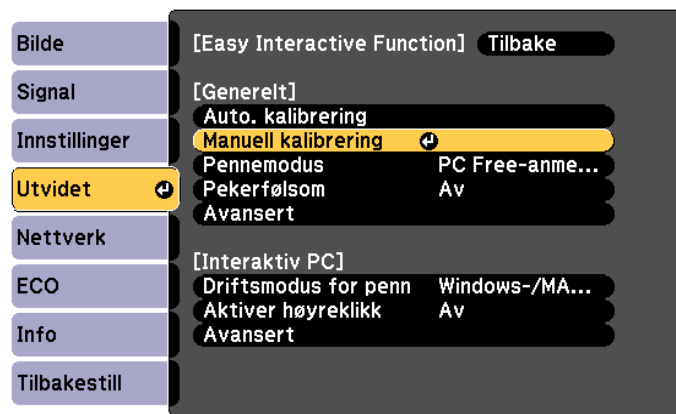 Bilde
Signal
Innstillinger
Utvidet
Nettverk
ECO
Info
Tilbakestill
[Easy Interactive Function] Tilbake
[Generelt]
Auto. kalibrering
Manuell kalibrering
Pennemodus PC Free-anme...
Pekerfølsom Av
Avansert
[Interaktiv PC]
Driftsmodus for penn Windows-/MA...
Aktiver høyreklikk Av
Avansert